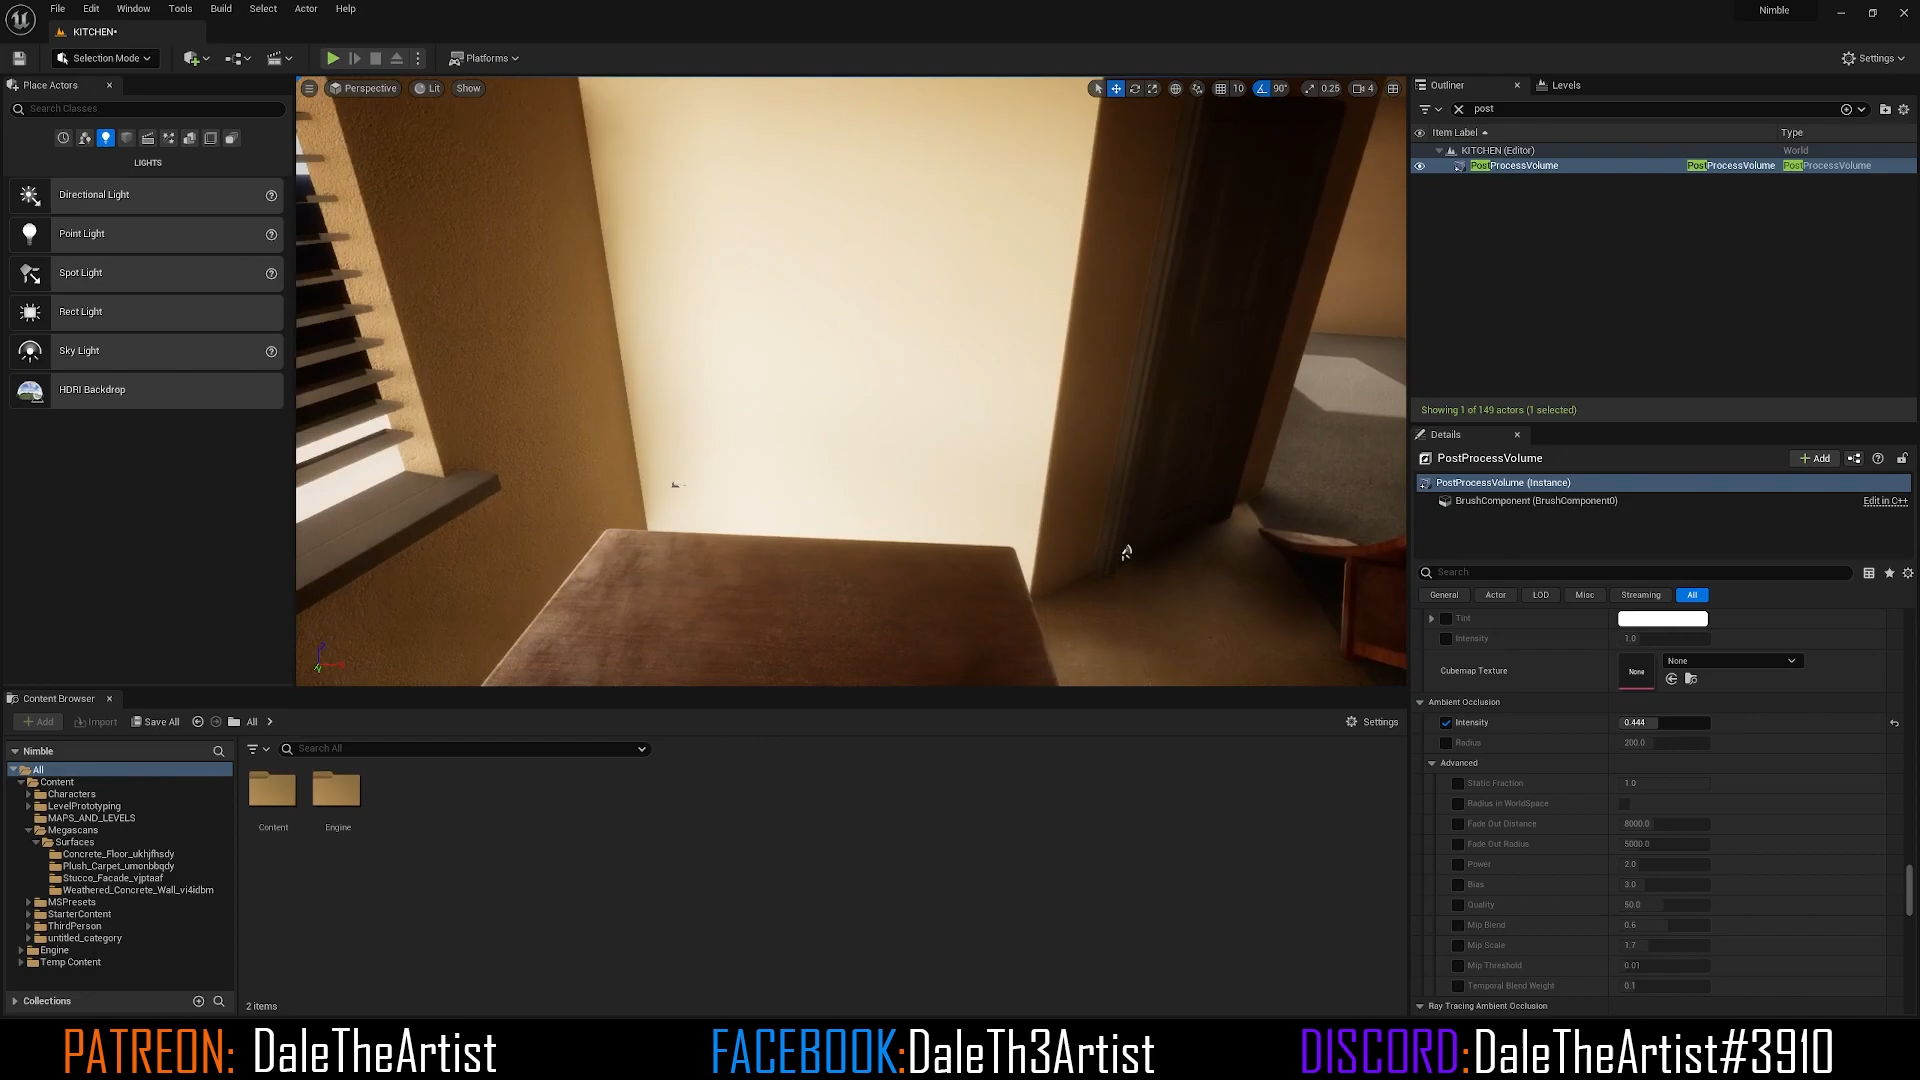 File Edit Window Tools Build Select Actor Help
Nimble
KITCHEN•
Selection Mode
Platforms
Settings
Place Actors
Search Classes
LIGHTS
Directional Light
Point Light
Spot Light
Rect Light
Sky Light
HDRI Backdrop
Perspective Lit Show
10 90° 0.25 4
Outliner Levels
post
Item Label Type
KITCHEN (Editor) World
PostProcessVolume PostProcessVolume PostProcessVolume
Showing 1 of 149 actors (1 selected)
Details
PostProcessVolume Add
PostProcessVolume (Instance)
BrushComponent (BrushComponent0) Edit in C++
Search
General Actor LOD Misc Streaming All
Tint
Intensity 1.0
Cubemap Texture None None
Ambient Occlusion
Intensity 0.444
Radius 200.0
Advanced
Static Fraction 1.0
Radius in WorldSpace
Fade Out Distance 8000.0
Fade Out Radius 5000.0
Power 2.0
Bias 3.0
Quality 50.0
Mip Blend 0.6
Mip Scale 1.7
Mip Threshold 0.01
Temporal Blend Weight 0.1
Ray Tracing Ambient Occlusion
Content Browser
Add Import Save All All
Settings
Nimble
Search All
All
Content
Characters
LevelPrototyping
MAPS_AND_LEVELS
Megascans
Surfaces
Concrete_Floor_ukhjfhsdy
Plush_Carpet_umonbbqdy
Stucco_Facade_vjptaaf
Weathered_Concrete_Wall_vi4idbm
MSPresets
StarterContent
ThirdPerson
untitled_category
Engine
Temp Content
Collections
Content Engine
2 items
PATREON: DaleTheArtist
FACEBOOK:DaleTh3Artist
DISCORD:DaleTheArtist#3910